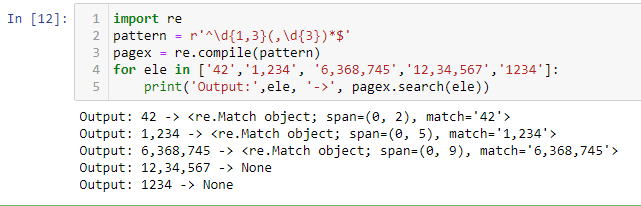 In [12]:
1 import re
2 pattern = r'^\d{1,3}(,\d{3})*$'
3 pagex = re.compile(pattern)
4 for ele in ['42','1,234', '6,368,745','12,34,567','1234']:
5     print('Output:',ele, '->', pagex.search(ele))
Output: 42 -> <re.Match object; span=(0, 2), match='42'>
Output: 1,234 -> <re.Match object; span=(0, 5), match='1,234'>
Output: 6,368,745 -> <re.Match object; span=(0, 9), match='6,368,745'>
Output: 12,34,567 -> None
Output: 1234 -> None